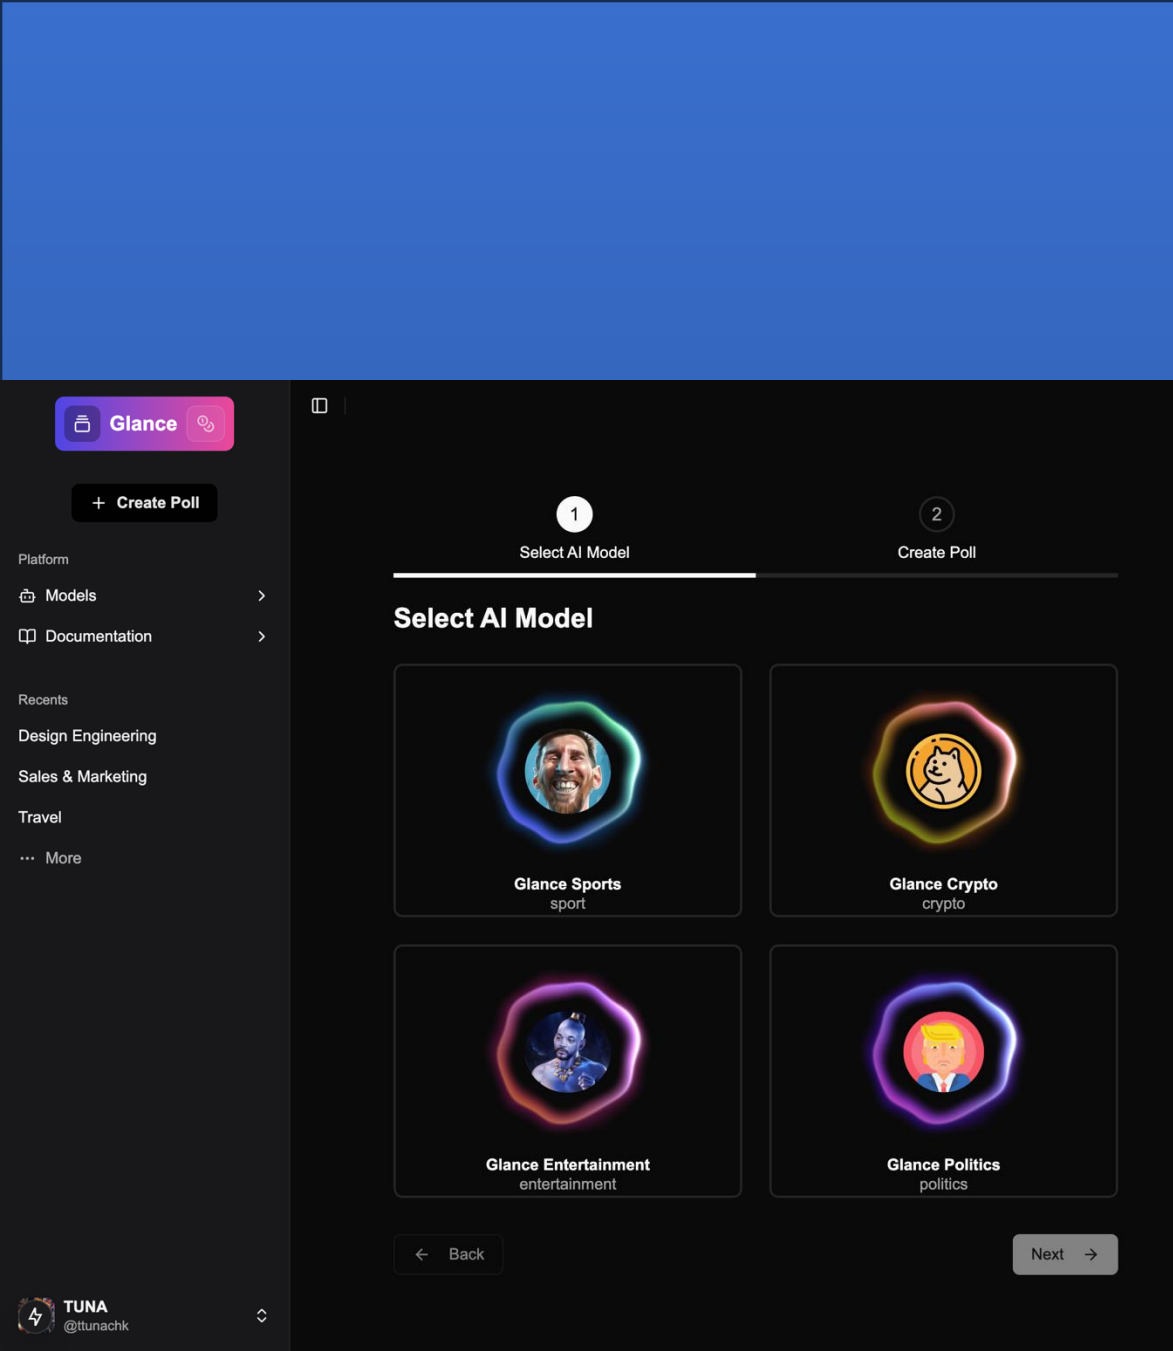 Glance
Create Poll
Platform
Models
Documentation
Recents
Design Engineering
Sales & Marketing
Travel
More
TUNA
@ttunachk
1
Select AI Model
2
Create Poll
Select AI Model
Glance Sports
sport
Glance Crypto
crypto
Glance Entertainment
entertainment
Glance Politics
politics
Back
Next